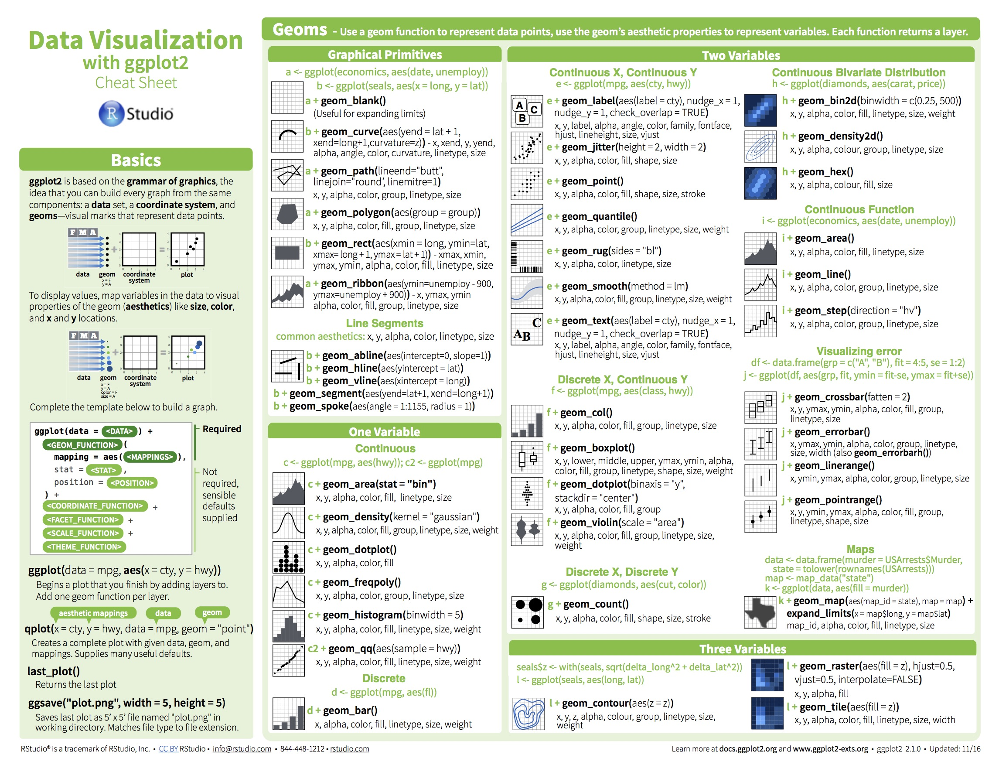 Data Visualization
with ggplot2
Cheat Sheet
R Studio
Basics
ggplot2 is based on the grammar of graphics, the
idea that you can build every graph from the same
components: a data set, a coordinate system, and
geoms—visual marks that represent data points.
F M A
data geom coordinate system plot
x = F
y = A
To display values, map variables in the data to visual
properties of the geom (aesthetics) like size, color,
and x and y locations.
F M A
data geom coordinate system plot
x = F
y = A
color = F
size = A
Complete the template below to build a graph.
ggplot(data = <DATA>) +
<GEOM_FUNCTION>(
mapping = aes(<MAPPINGS>),
stat = <STAT>,
position = <POSITION>
) +
<COORDINATE_FUNCTION> +
<FACET_FUNCTION> +
<SCALE_FUNCTION> +
<THEME_FUNCTION>
Required
Not
required,
sensible
defaults
supplied
ggplot(data = mpg, aes(x = cty, y = hwy))
Begins a plot that you finish by adding layers to.
Add one geom function per layer.
aesthetic mappings data geom
qplot(x = cty, y = hwy, data = mpg, geom = "point")
Creates a complete plot with given data, geom, and
mappings. Supplies many useful defaults.
last_plot()
Returns the last plot
ggsave("plot.png", width = 5, height = 5)
Saves last plot as 5’ x 5’ file named "plot.png" in
working directory. Matches file type to file extension.
Geoms - Use a geom function to represent data points, use the geom’s aesthetic properties to represent variables. Each function returns a layer.
Graphical Primitives
a <- ggplot(economics, aes(date, unemploy))
b <- ggplot(seals, aes(x = long, y = lat))
a + geom_blank()
(Useful for expanding limits)
b + geom_curve(aes(yend = lat + 1,
xend=long+1,curvature=z)) - x, xend, y, yend,
alpha, angle, color, curvature, linetype, size
a + geom_path(lineend="butt",
linejoin="round’, linemitre=1)
x, y, alpha, color, group, linetype, size
a + geom_polygon(aes(group = group))
x, y, alpha, color, fill, group, linetype, size
b + geom_rect(aes(xmin = long, ymin=lat,
xmax= long + 1, ymax = lat + 1)) - xmax, xmin,
ymax, ymin, alpha, color, fill, linetype, size
a + geom_ribbon(aes(ymin=unemploy - 900,
ymax=unemploy + 900)) - x, ymax, ymin
alpha, color, fill, group, linetype, size
Line Segments
common aesthetics: x, y, alpha, color, linetype, size
b + geom_abline(aes(intercept=0, slope=1))
b + geom_hline(aes(yintercept = lat))
b + geom_vline(aes(xintercept = long))
b + geom_segment(aes(yend=lat+1, xend=long+1))
b + geom_spoke(aes(angle = 1:1155, radius = 1))
One Variable
Continuous
c <- ggplot(mpg, aes(hwy)); c2 <- ggplot(mpg)
c + geom_area(stat = "bin")
x, y, alpha, color, fill, linetype, size
c + geom_density(kernel = "gaussian")
x, y, alpha, color, fill, group, linetype, size, weight
c + geom_dotplot()
x, y, alpha, color, fill
c + geom_freqpoly()
x, y, alpha, color, group, linetype, size
c + geom_histogram(binwidth = 5)
x, y, alpha, color, fill, linetype, size, weight
c2 + geom_qq(aes(sample = hwy))
x, y, alpha, color, fill, linetype, size, weight
Discrete
d <- ggplot(mpg, aes(fl))
d + geom_bar()
x, alpha, color, fill, linetype, size, weight
Two Variables
Continuous X, Continuous Y
e <- ggplot(mpg, aes(cty, hwy))
A B C
e + geom_label(aes(label = cty), nudge_x = 1,
nudge_y = 1, check_overlap = TRUE)
x, y, label, alpha, angle, color, family, fontface,
hjust, lineheight, size, vjust
e + geom_jitter(height = 2, width = 2)
x, y, alpha, color, fill, shape, size
e + geom_point()
x, y, alpha, color, fill, shape, size, stroke
e + geom_quantile()
x, y, alpha, color, group, linetype, size, weight
e + geom_rug(sides = "bl")
x, y, alpha, color, linetype, size
e + geom_smooth(method = lm)
x, y, alpha, color, fill, group, linetype, size, weight
A B C
e + geom_text(aes(label = cty), nudge_x = 1,
nudge_y = 1, check_overlap = TRUE)
x, y, label, alpha, angle, color, family, fontface,
hjust, lineheight, size, vjust
Discrete X, Continuous Y
f <- ggplot(mpg, aes(class, hwy))
f + geom_col()
x, y, alpha, color, fill, group, linetype, size
f + geom_boxplot()
x, y, lower, middle, upper, ymax, ymin, alpha,
color, fill, group, linetype, shape, size, weight
f + geom_dotplot(binaxis = "y",
stackdir = "center")
x, y, alpha, color, fill, group
f + geom_violin(scale = "area")
x, y, alpha, color, fill, group, linetype, size,
weight
Discrete X, Discrete Y
g <- ggplot(diamonds, aes(cut, color))
g + geom_count()
x, y, alpha, color, fill, shape, size, stroke
Continuous Bivariate Distribution
h <- ggplot(diamonds, aes(carat, price))
h + geom_bin2d(binwidth = c(0.25, 500))
x, y, alpha, color, fill, linetype, size, weight
h + geom_density2d()
x, y, alpha, colour, group, linetype, size
h + geom_hex()
x, y, alpha, colour, fill, size
Continuous Function
i <- ggplot(economics, aes(date, unemploy))
i + geom_area()
x, y, alpha, color, fill, linetype, size
i + geom_line()
x, y, alpha, color, group, linetype, size
i + geom_step(direction = "hv")
x, y, alpha, color, group, linetype, size
Visualizing error
df <- data.frame(grp = c("A", "B"), fit = 4:5, se = 1:2)
j <- ggplot(df, aes(grp, fit, ymin = fit-se, ymax = fit+se))
j + geom_crossbar(fatten = 2)
x, y, ymax, ymin, alpha, color, fill, group,
linetype, size
j + geom_errorbar()
x, ymax, ymin, alpha, color, group, linetype,
size, width (also geom_errorbarh())
j + geom_linerange()
x, ymin, ymax, alpha, color, group, linetype, size
j + geom_pointrange()
x, y, ymin, ymax, alpha, color, fill, group,
linetype, shape, size
Maps
data <- data.frame(murder = USArrests$Murder,
state = tolower(rownames(USArrests)))
map <- map_data("state")
k <- ggplot(data, aes(fill = murder))
k + geom_map(aes(map_id = state), map = map) +
expand_limits(x = map$long, y = map$lat)
map_id, alpha, color, fill, linetype, size
Three Variables
seals$z <- with(seals, sqrt(delta_long^2 + delta_lat^2))
l <- ggplot(seals, aes(long, lat))
l + geom_contour(aes(z = z))
x, y, z, alpha, colour, group, linetype, size,
weight
l + geom_raster(aes(fill = z), hjust=0.5,
vjust=0.5, interpolate=FALSE)
x, y, alpha, fill
l + geom_tile(aes(fill = z))
x, y, alpha, color, fill, linetype, size, width
RStudio® is a trademark of RStudio, Inc. • CC BY RStudio • info@rstudio.com • 844-448-1212 • rstudio.com
Learn more at docs.ggplot2.org and www.ggplot2-exts.org • ggplot2 2.1.0 • Updated: 11/16